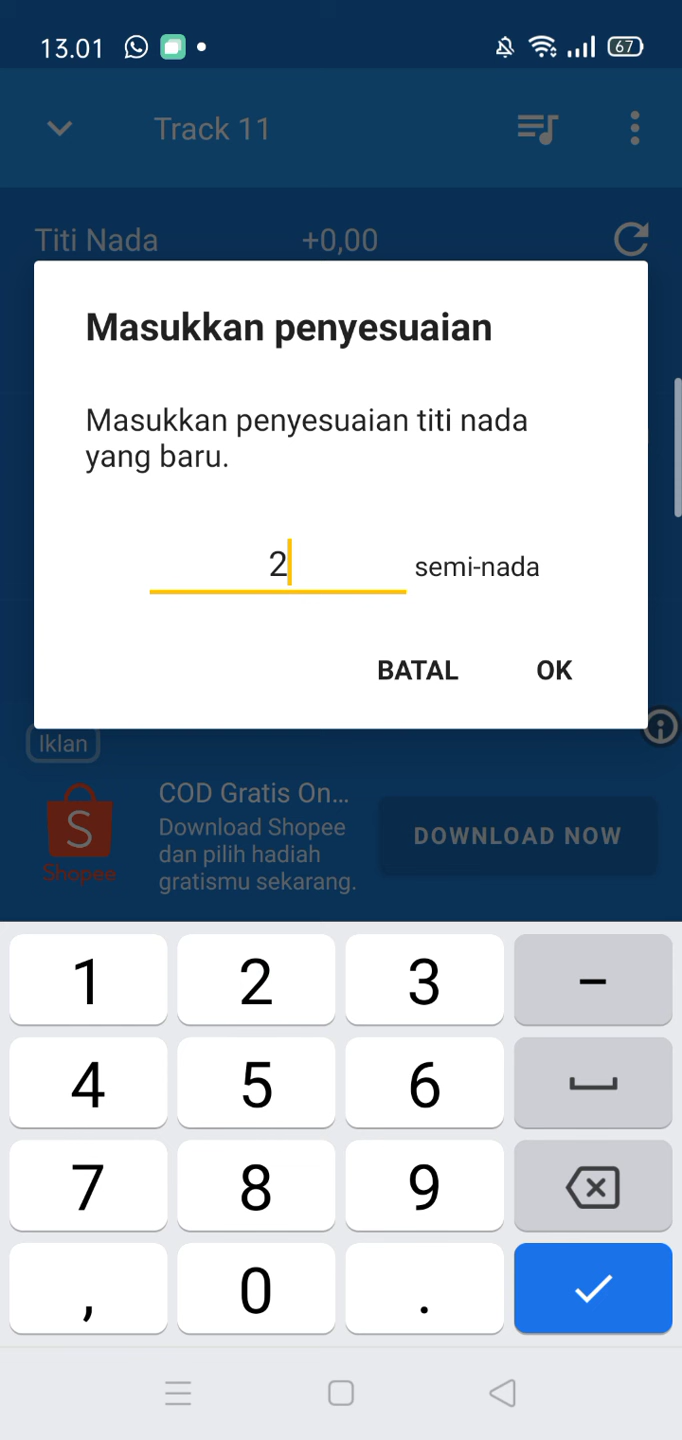 13.01
67
Track 11
Titi Nada +0,00
Masukkan penyesuaian
Masukkan penyesuaian titi nada
yang baru.
2 semi-nada
BATAL OK
Iklan
S
Shopee
COD Gratis On...
Download Shopee
dan pilih hadiah
gratismu sekarang.
DOWNLOAD NOW
1 2 3 –
4 5 6
7 8 9
, 0 .